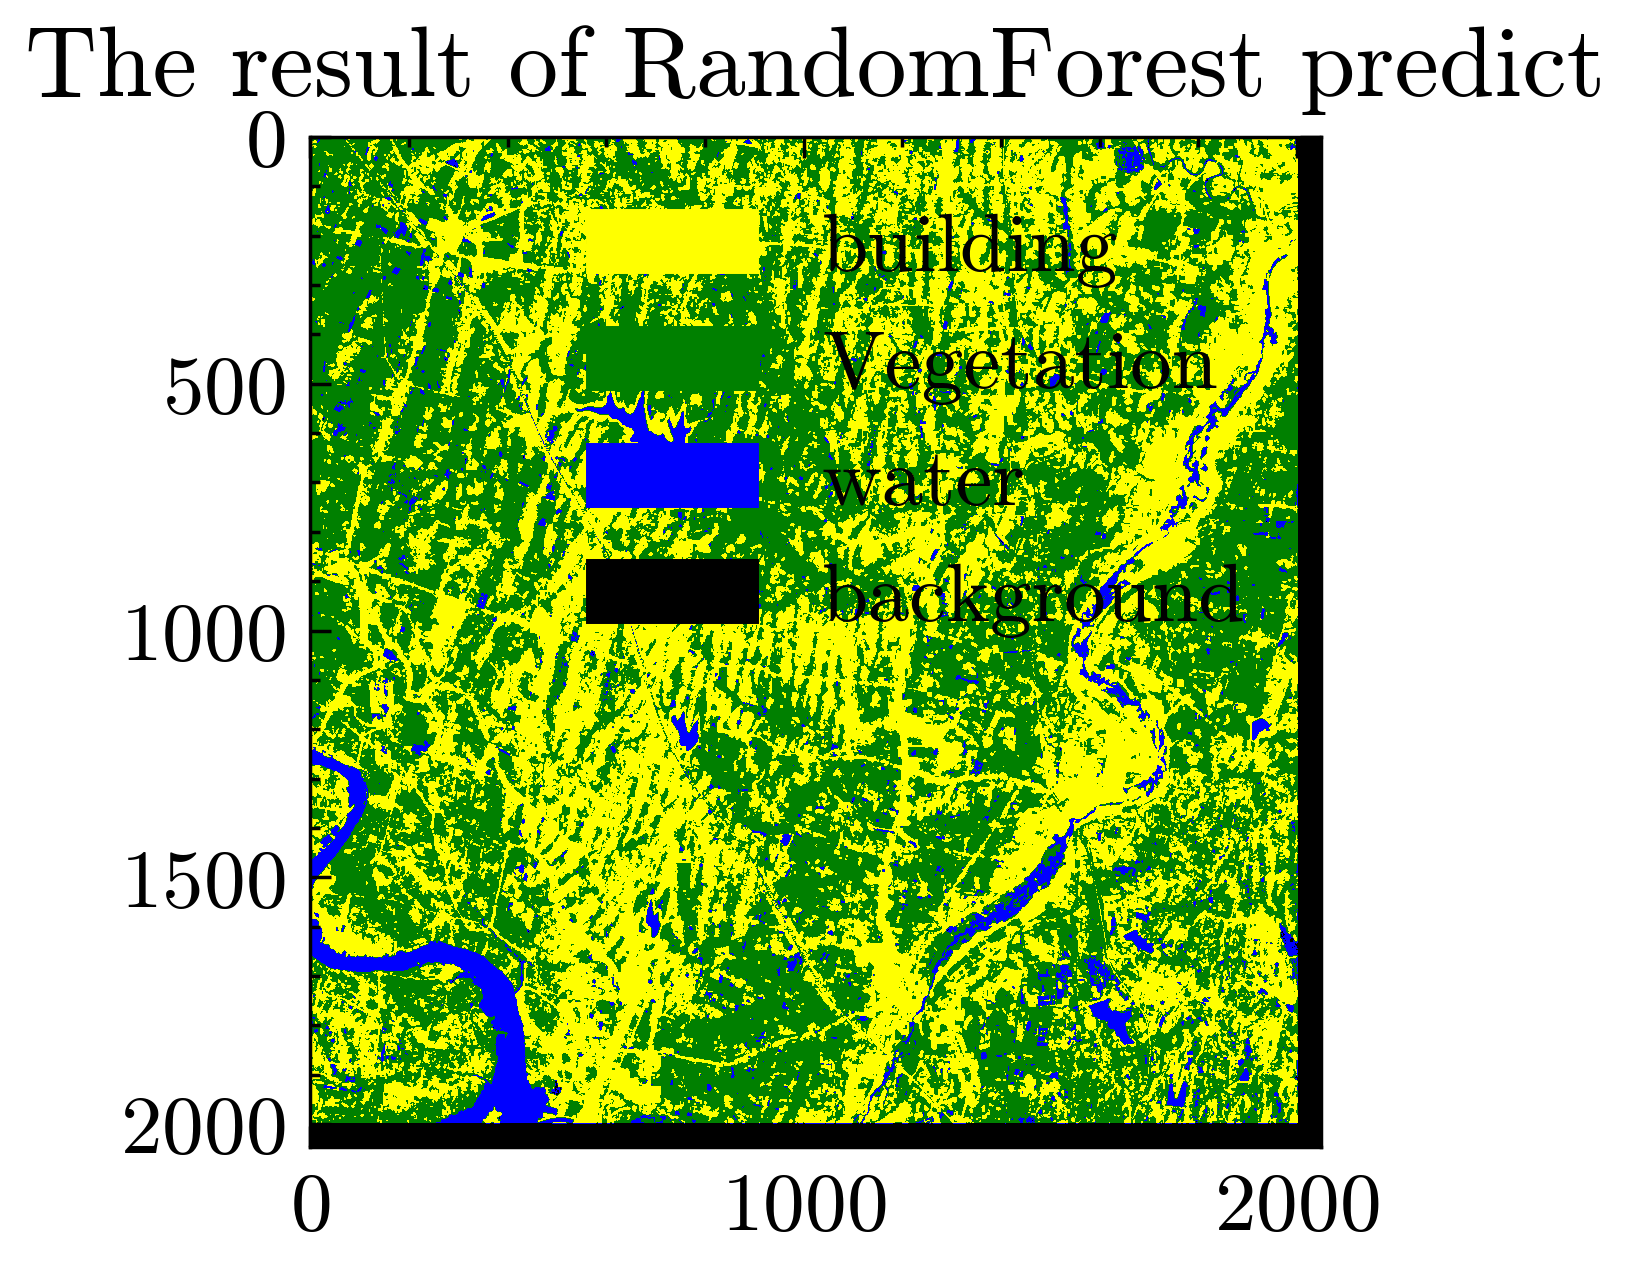 The result of RandomForest predict
0
building
Vegetation
500
water
background
1000
1500
2000
0 1000 2000